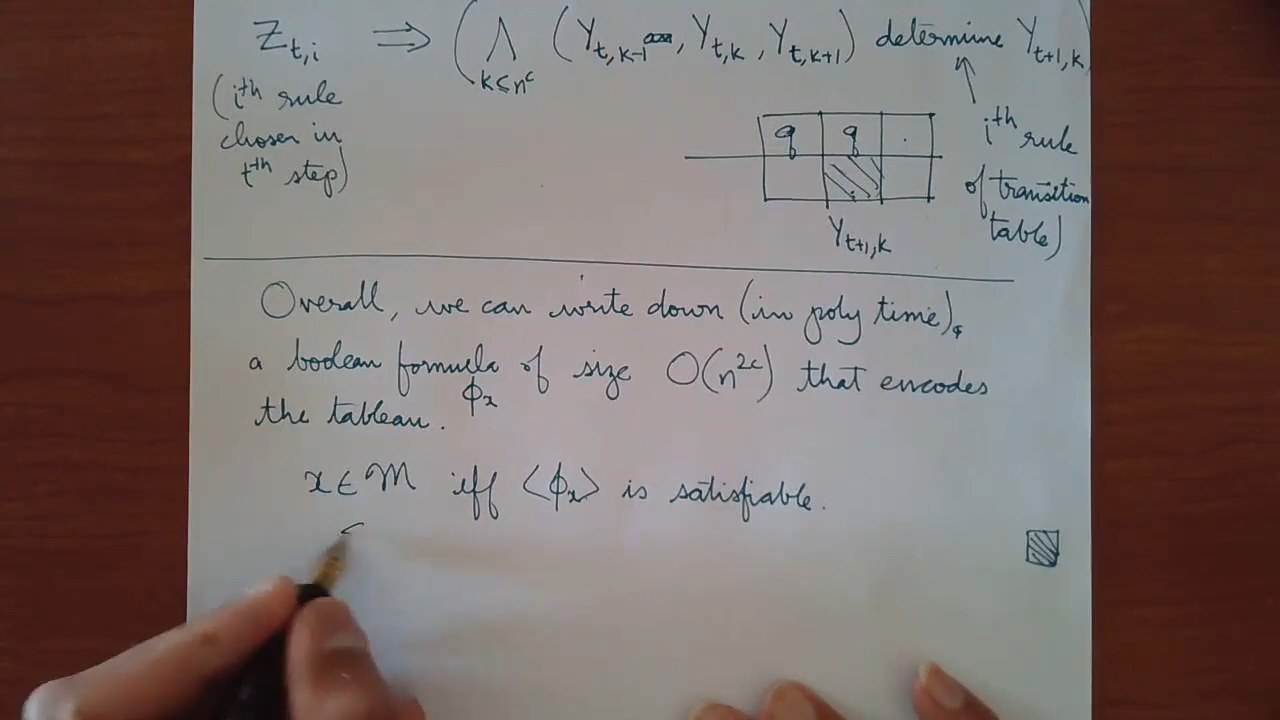 Z_{t,i} ⟹ ( ⋀_{k≤n^c} (Y_{t,k-1}, Y_{t,k}, Y_{t,k+1}) determine Y_{t+1,k} )
(i^th rule
chosen in
t^th step)
q q .
Y_{t+1,k}
i^th rule
of transition
table)
Overall, we can write down (in poly time),
a boolean formula of size O(n^{2c}) that encodes
the tableau. ϕ_x
x ∈ M iff ⟨ϕ_x⟩ is satisfiable.